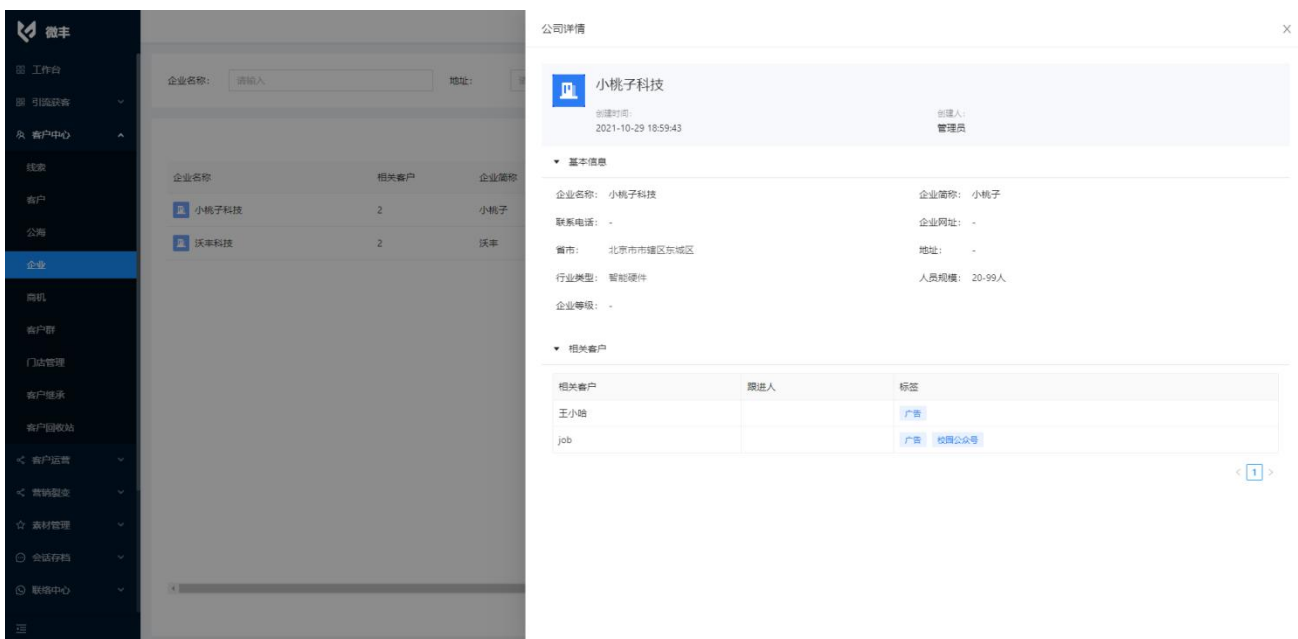 微丰
工作台
引流获客
客户中心
线索
客户
公海
企业
商机
客户群
门店管理
客户继承
客户回收站
客户运营
营销裂变
素材管理
会话存档
联络中心
企业名称: 请输入 地址:
企业名称 相关客户 企业简称
小桃子科技 2 小桃子
沃丰科技 2 沃丰
公司详情
小桃子科技
创建时间: 创建人:
2021-10-29 18:59:43 管理员
基本信息
企业名称: 小桃子科技 企业简称: 小桃子
联系电话: - 企业网址: -
省市: 北京市市辖区东城区 地址: -
行业类型: 智能硬件 人员规模: 20-99人
企业等级: -
相关客户
相关客户 跟进人 标签
王小哈 广告
job 广告 校园公众号
< 1 >